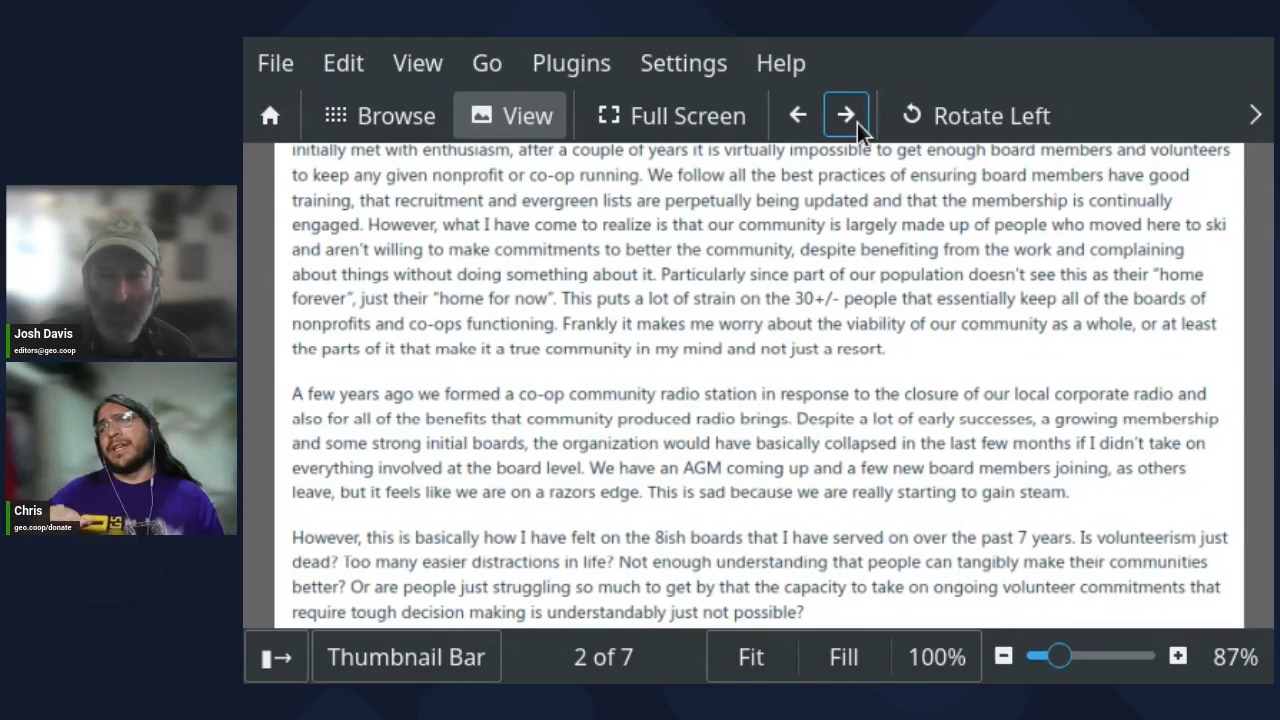 File Edit View Go Plugins Settings Help
Browse View Full Screen Rotate Left
initially met with enthusiasm, after a couple of years it is virtually impossible to get enough board members and volunteers
to keep any given nonprofit or co-op running. We follow all the best practices of ensuring board members have good
training, that recruitment and evergreen lists are perpetually being updated and that the membership is continually
engaged. However, what I have come to realize is that our community is largely made up of people who moved here to ski
and aren't willing to make commitments to better the community, despite benefiting from the work and complaining
about things without doing something about it. Particularly since part of our population doesn't see this as their "home
forever", just their "home for now". This puts a lot of strain on the 30+/- people that essentially keep all of the boards of
nonprofits and co-ops functioning. Frankly it makes me worry about the viability of our community as a whole, or at least
the parts of it that make it a true community in my mind and not just a resort.
A few years ago we formed a co-op community radio station in response to the closure of our local corporate radio and
also for all of the benefits that community produced radio brings. Despite a lot of early successes, a growing membership
and some strong initial boards, the organization would have basically collapsed in the last few months if I didn't take on
everything involved at the board level. We have an AGM coming up and a few new board members joining, as others
leave, but it feels like we are on a razors edge. This is sad because we are really starting to gain steam.
However, this is basically how I have felt on the 8ish boards that I have served on over the past 7 years. Is volunteerism just
dead? Too many easier distractions in life? Not enough understanding that people can tangibly make their communities
better? Or are people just struggling so much to get by that the capacity to take on ongoing volunteer commitments that
require tough decision making is understandably just not possible?
Thumbnail Bar 2 of 7 Fit Fill 100% 87%
Josh Davis
editors@geo.coop
Chris
geo.coop/donate